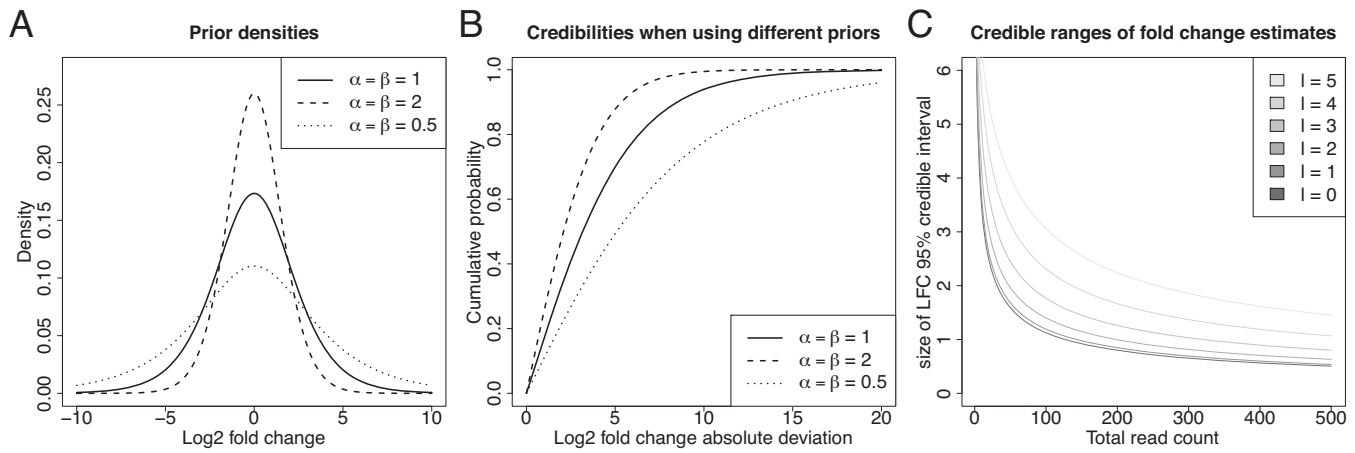 A
Prior densities
α = β = 1
α = β = 2
α = β = 0.5
Density
0.00
0.05
0.10
0.15
0.20
0.25
−10
−5
0
5
10
Log2 fold change
B
Credibilities when using different priors
Cumulative probability
0.0
0.2
0.4
0.6
0.8
1.0
α = β = 1
α = β = 2
α = β = 0.5
0
5
10
15
20
Log2 fold change absolute deviation
C
Credible ranges of fold change estimates
size of LFC 95% credible interval
0
1
2
3
4
5
6
l = 5
l = 4
l = 3
l = 2
l = 1
l = 0
0
100
200
300
400
500
Total read count